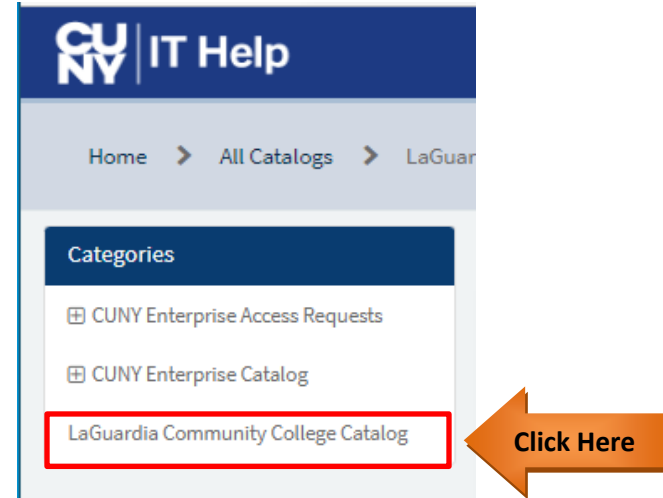 CUNY IT Help
Home > All Catalogs > LaGuar
Categories
CUNY Enterprise Access Requests
CUNY Enterprise Catalog
LaGuardia Community College Catalog
Click Here